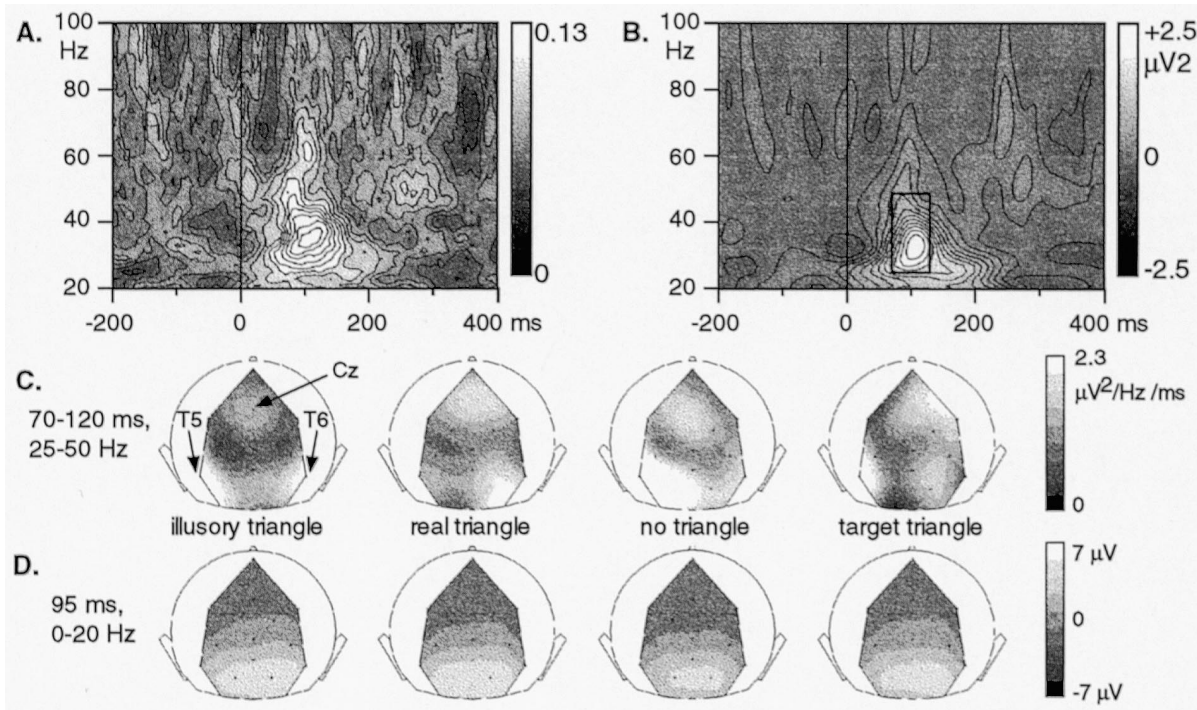 A.
100
Hz
80
60
40
20
-200 0 200 400 ms
0.13
0
B.
100
Hz
80
60
40
20
-200 0 200 400 ms
+2.5
μV2
0
-2.5
C.
70-120 ms,
25-50 Hz
T5
Cz
T6
illusory triangle
real triangle
no triangle
target triangle
2.3
μV²/Hz /ms
0
D.
95 ms,
0-20 Hz
7 μV
0
-7 μV